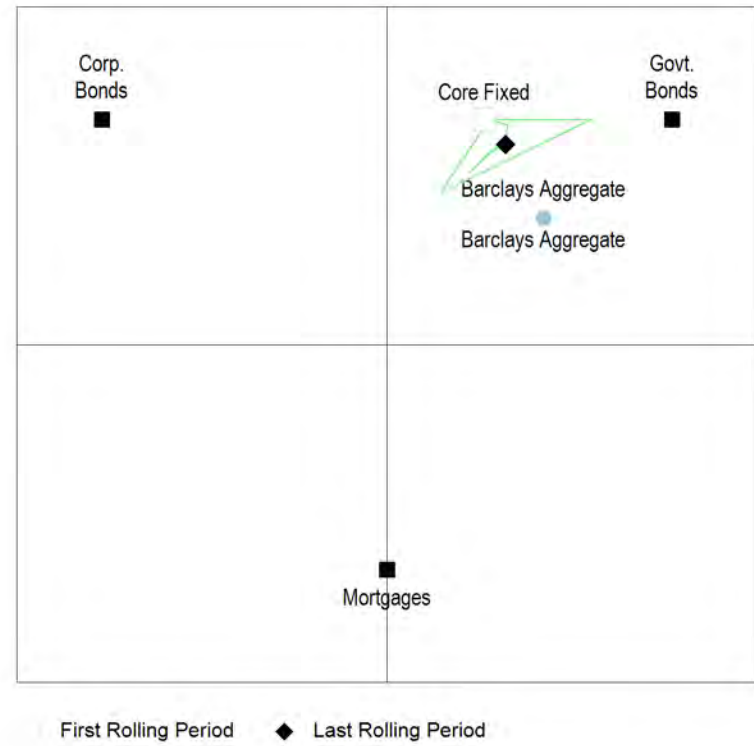 Corp.
Bonds
Core Fixed
Govt.
Bonds
Barclays Aggregate
Barclays Aggregate
Mortgages
First Rolling Period
Last Rolling Period